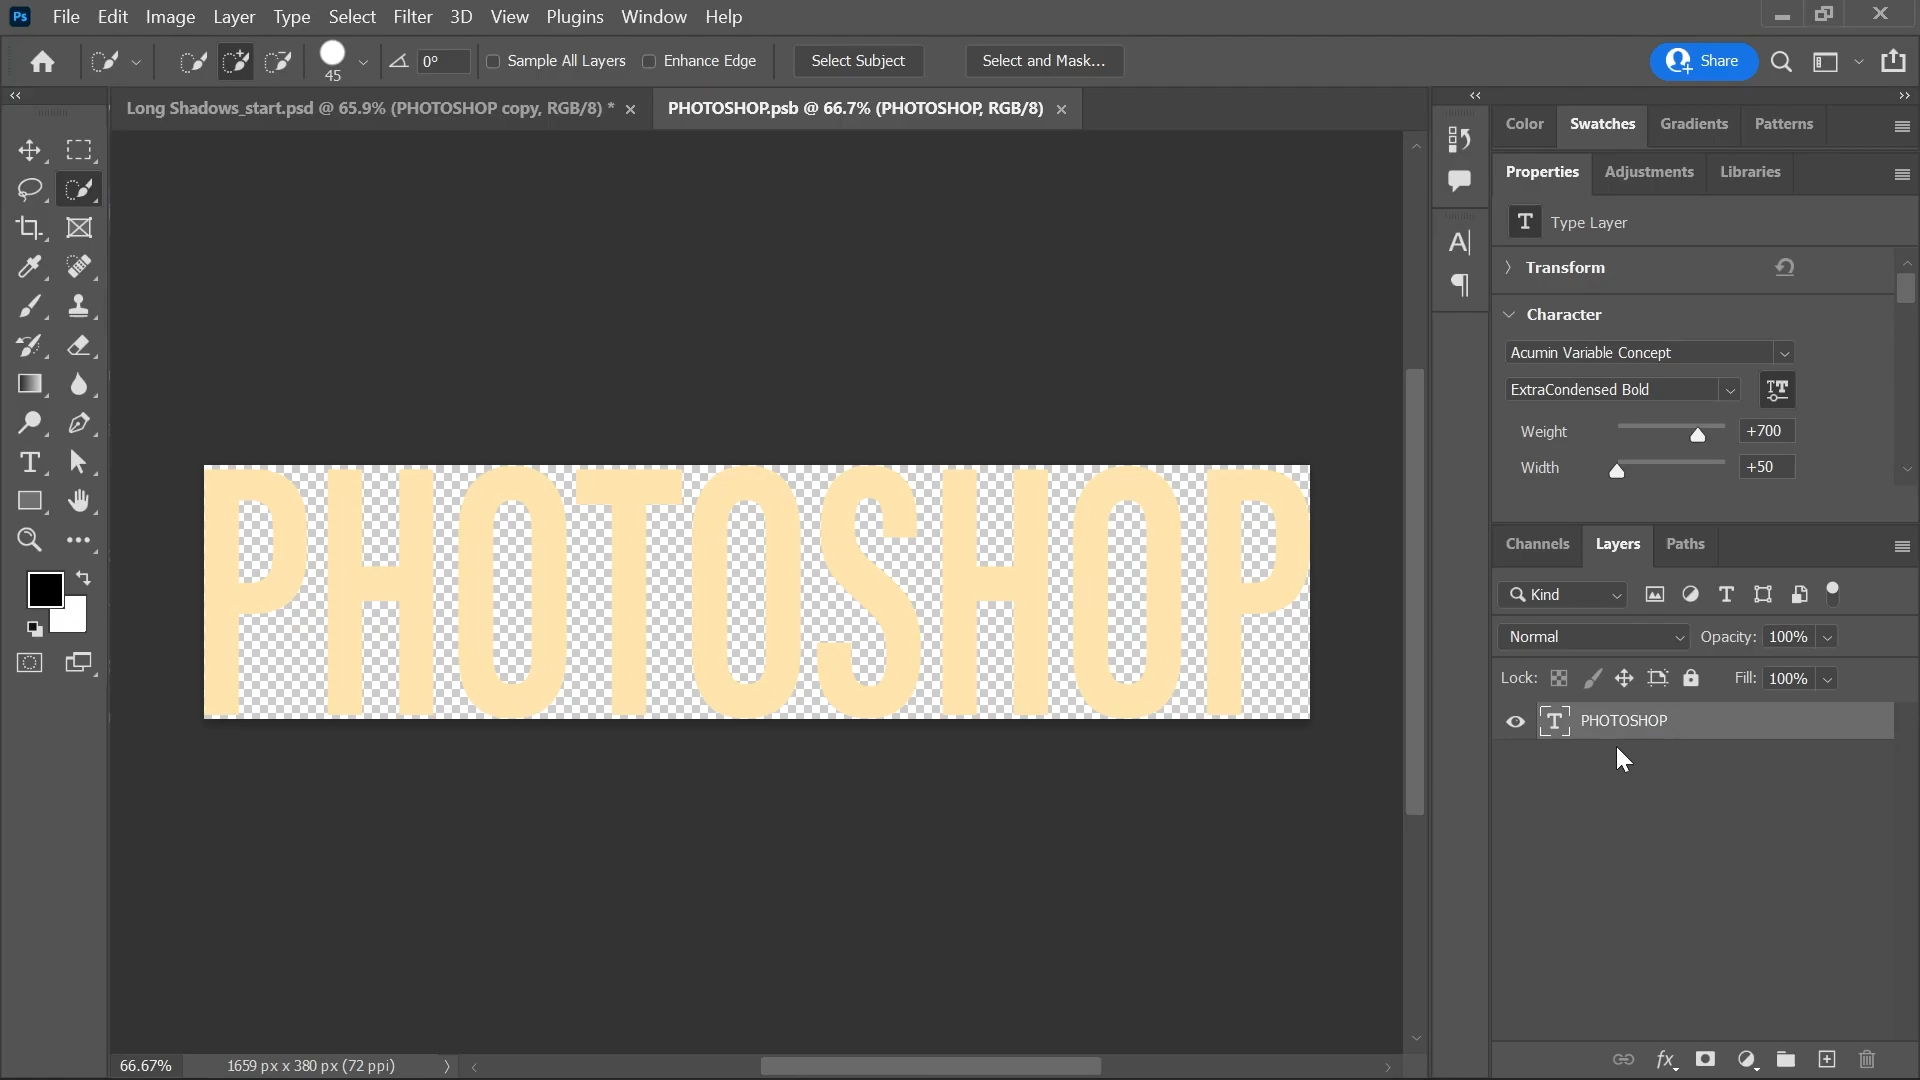 Ps File Edit Image Layer Type Select Filter 3D View Plugins Window Help
45 0° Sample All Layers Enhance Edge Select Subject Select and Mask... Share
Long Shadows_start.psd @ 65.9% (PHOTOSHOP copy, RGB/8) * PHOTOSHOP.psb @ 66.7% (PHOTOSHOP, RGB/8)
Color Swatches Gradients Patterns
Properties Adjustments Libraries
Type Layer
Transform
Character
Acumin Variable Concept
ExtraCondensed Bold
Weight +700
Width +50
PHOTOSHOP
Channels Layers Paths
Kind
Normal Opacity: 100%
Lock: Fill: 100%
PHOTOSHOP
66.67% 1659 px x 380 px (72 ppi)
fx